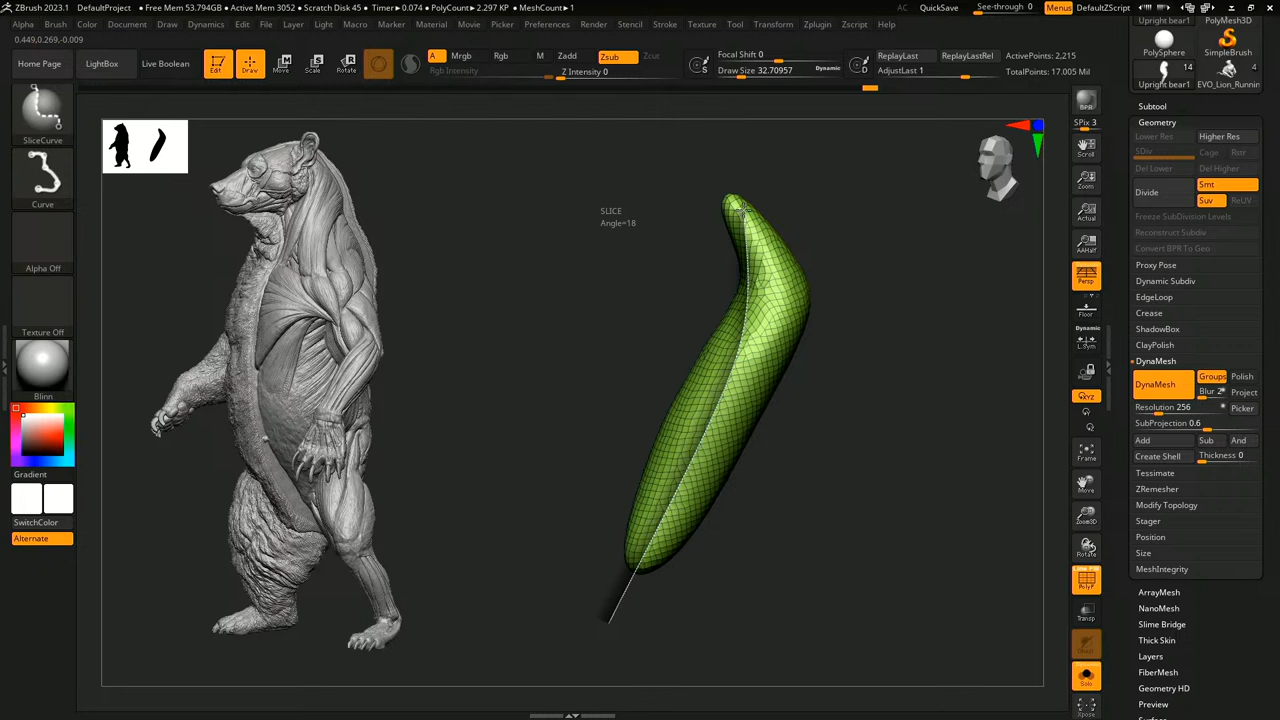 ZBrush 2023.1 DefaultProject • Free Mem 53.794GB • Active Mem 3052 • Scratch Disk 45 • Timer▸0.074 • PolyCount▸2.297 KP • MeshCount▸1 AC QuickSave See-through 0 Menus DefaultZScript
Alpha Brush Color Document Draw Dynamics Edit File Layer Light Macro Marker Material Movie Picker Preferences Render Stencil Stroke Texture Tool Transform Zplugin Zscript Help
0.449,0.269,-0.009
Home Page LightBox Live Boolean Edit Draw Move Scale Rotate
A Mrgb Rgb M Zadd Zsub Zcut
Rgb Intensity Z Intensity 0
Focal Shift 0
Draw Size 32.70957 Dynamic
ReplayLast ReplayLastRel
AdjustLast 1
ActivePoints: 2,215
TotalPoints: 17.005 Mil
SliceCurve
Curve
Alpha Off
Texture Off
Blinn
Gradient
SwitchColor
Alternate
SLICE
Angle=18
BPR
SPix 3
Scroll
Zoom
Actual
AAHalf
Persp
Floor
Dynamic
L.Sym
XYZ
Frame
Move
Zoom3D
Rotate
Line Fill
PolyF
Transp
Ghost
Solo
Xpose
Upright bear1 PolyMesh3D
PolySphere SimpleBrush
14 4
Upright bear1 EVO_Lion_Runnin
Subtool
Geometry
Lower Res Higher Res
SDiv Cage Rstr
Del Lower Del Higher
Divide Smt
Suv ReUV
Freeze SubDivision Levels
Reconstruct Subdiv
Convert BPR To Geo
Proxy Pose
Dynamic Subdiv
EdgeLoop
Crease
ShadowBox
ClayPolish
DynaMesh
DynaMesh Groups Polish
Blur 2 Project
Resolution 256 Picker
SubProjection 0.6
Add Sub And
Create Shell Thickness 0
Tessimate
ZRemesher
Modify Topology
Stager
Position
Size
MeshIntegrity
ArrayMesh
NanoMesh
Slime Bridge
Thick Skin
Layers
FiberMesh
Geometry HD
Preview
Surface